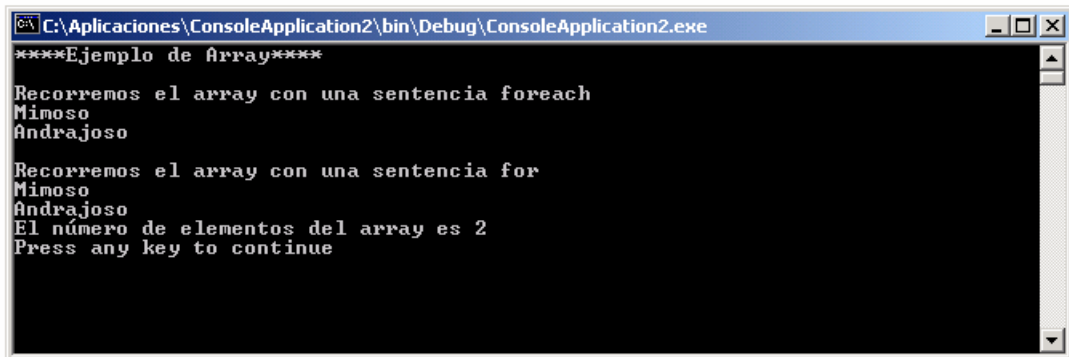 C:\Aplicaciones\ConsoleApplication2\bin\Debug\ConsoleApplication2.exe
****Ejemplo de Array****
Recorremos el array con una sentencia foreach
Mimoso
Andrajoso
Recorremos el array con una sentencia for
Mimoso
Andrajoso
El número de elementos del array es 2
Press any key to continue